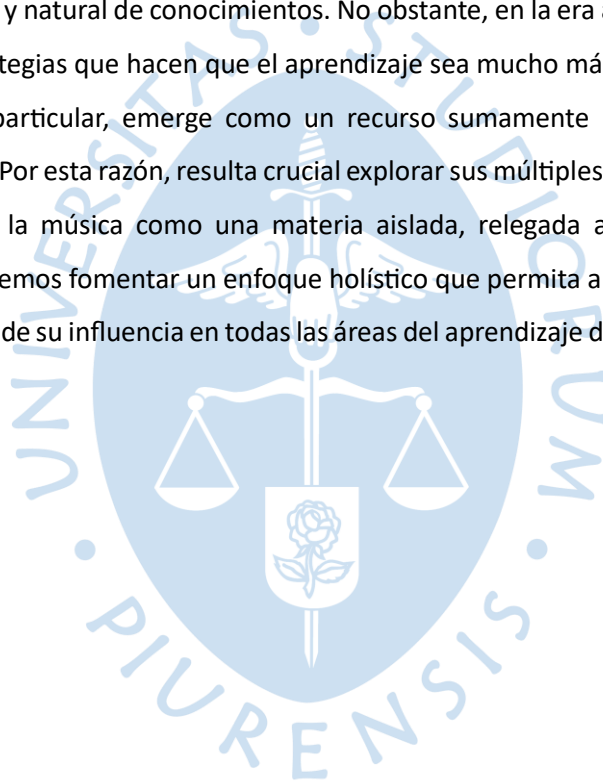 y natural de conocimientos. No obstante, en la era a
tegias que hacen que el aprendizaje sea mucho má
particular, emerge como un recurso sumamente
Por esta razón, resulta crucial explorar sus múltiples
la música como una materia aislada, relegada a
emos fomentar un enfoque holístico que permita a
de su influencia en todas las áreas del aprendizaje d
UNIVERSITAS • STUDIORUM • PIURENSIS •